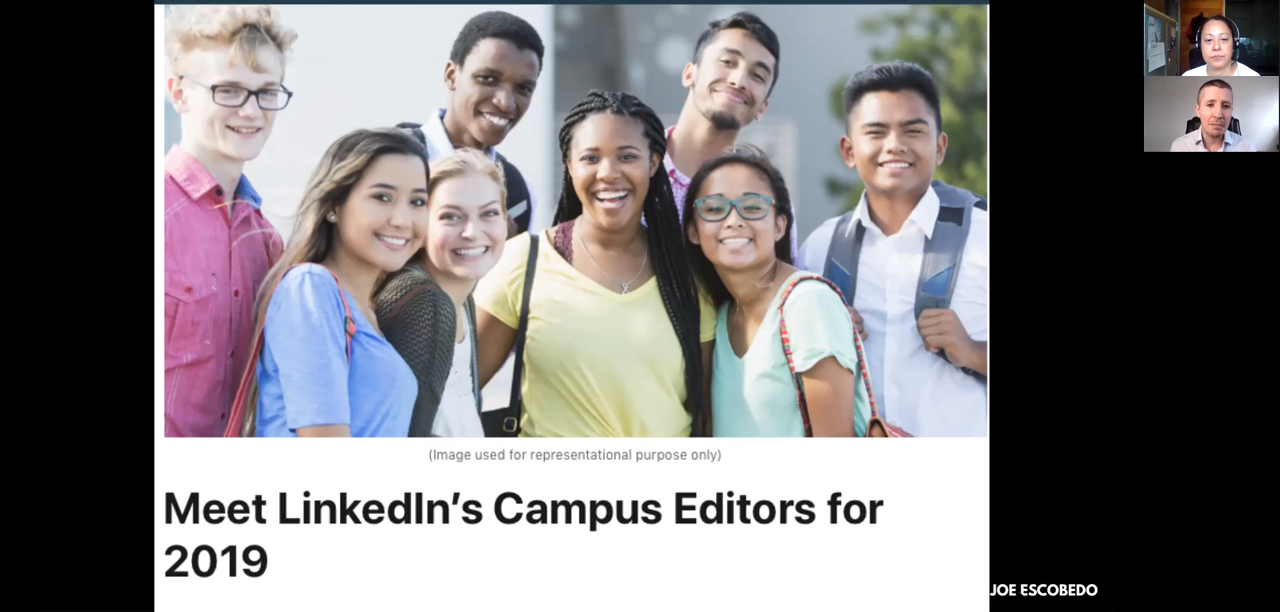 (Image used for representational purpose only)
Meet LinkedIn’s Campus Editors for
2019
JOE ESCOBEDO